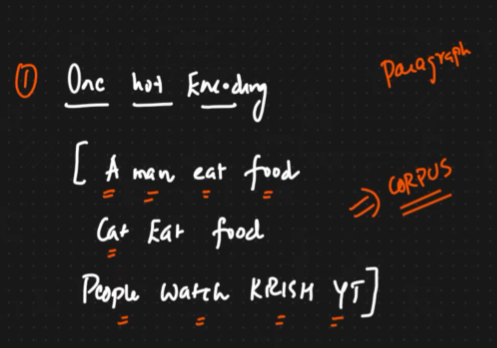 Paragraph
① One hot Encoding
[ A man eat food
⇒ CORPUS
Cat Eat food
People Watch KRISH YT]